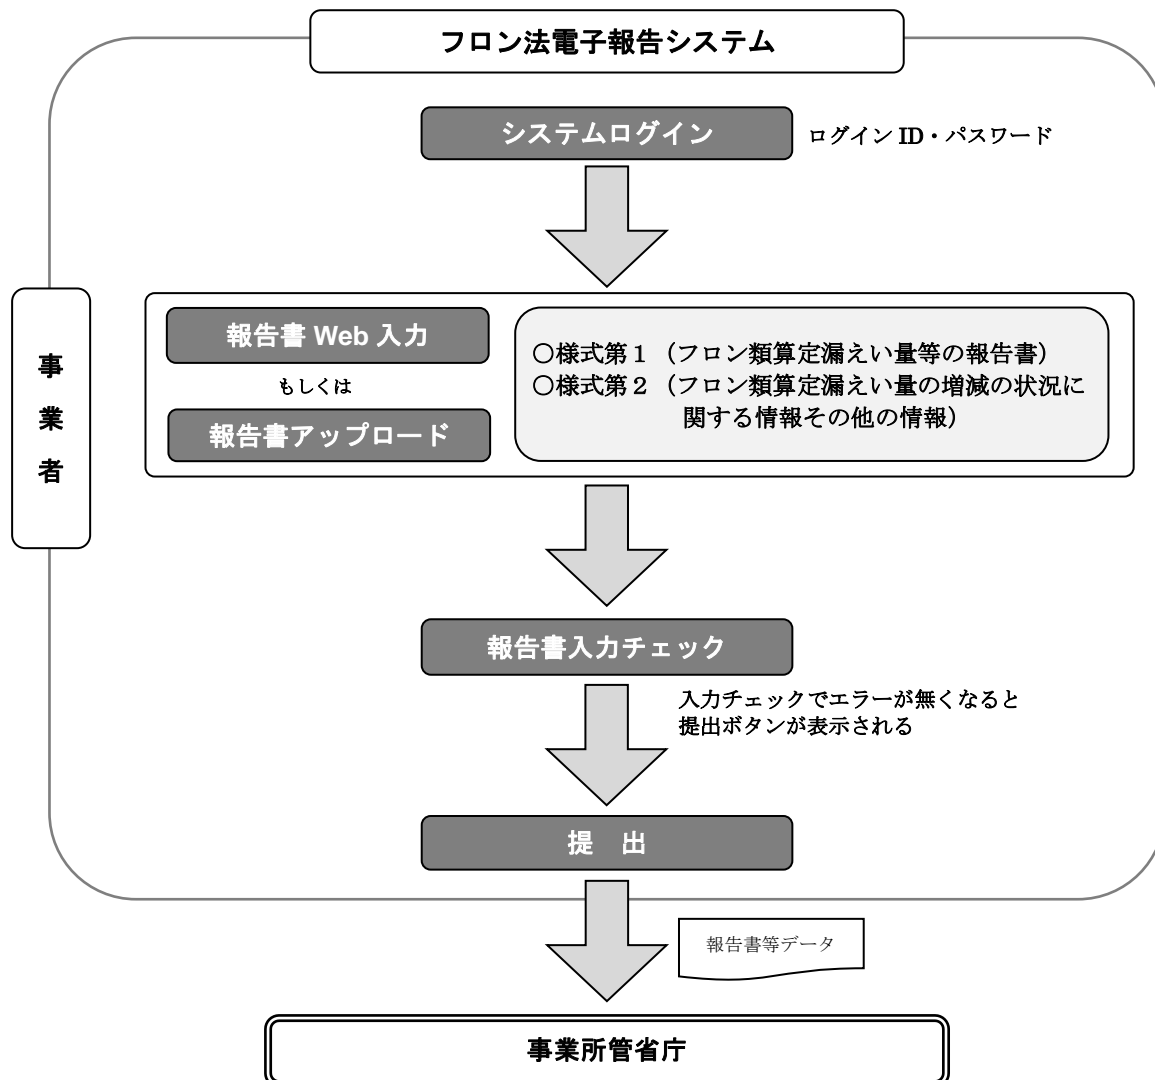 フロン法電子報告システム
システムログイン
ログイン ID・パスワード
事
業
者
報告書 Web 入力
もしくは
報告書アップロード
○様式第１（フロン類算定漏えい量等の報告書）
○様式第２（フロン類算定漏えい量の増減の状況に
関する情報その他の情報）
報告書入力チェック
入力チェックでエラーが無くなると
提出ボタンが表示される
提　出
報告書等データ
事業所管省庁